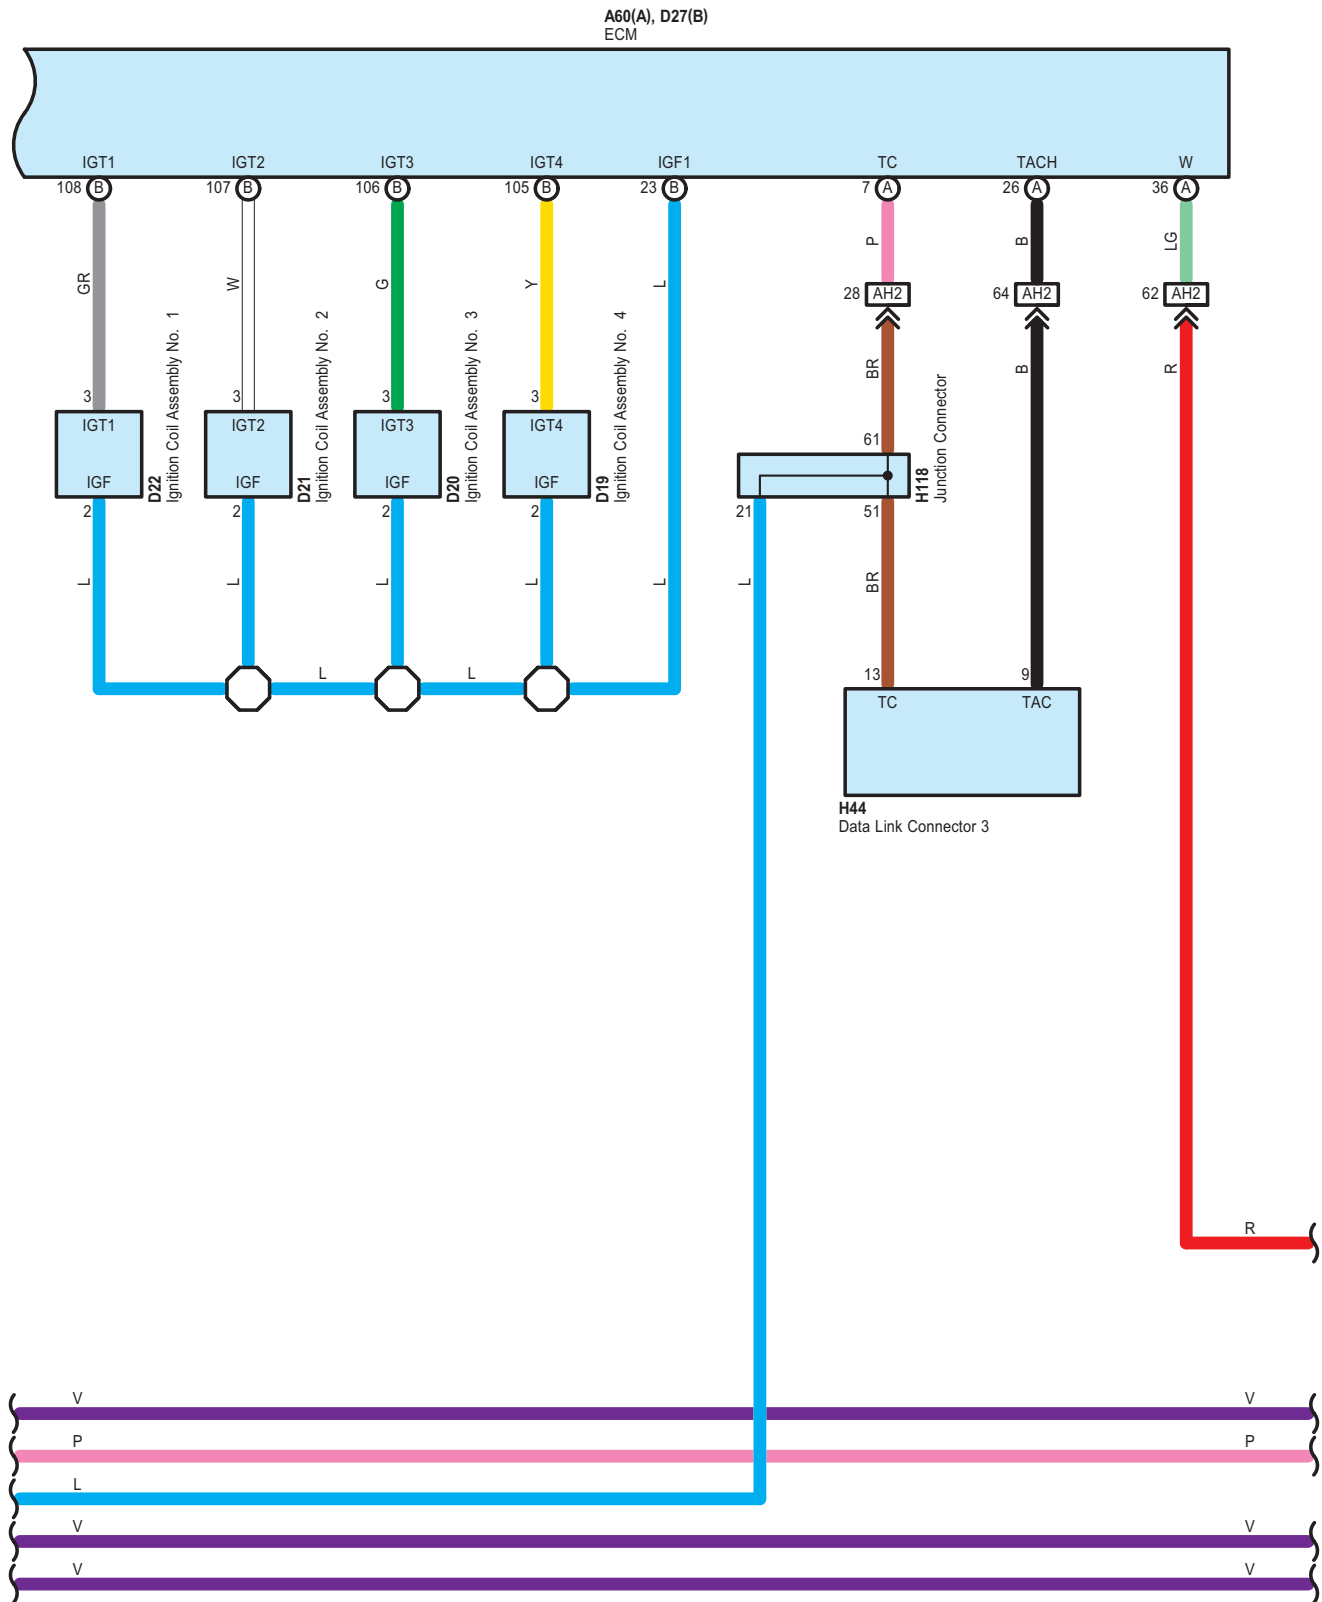 A60(A), D27(B)
ECM
IGT1 IGT2 IGT3 IGT4 IGF1 TC TACH W
108 B 107 B 106 B 105 B 23 B 7 A 26 A 36 A
GR W G Y L P B LG
28 AH2 64 AH2 62 AH2
BR B R
3 3 3 3
IGT1 IGT2 IGT3 IGT4
IGF IGF IGF IGF
D22
Ignition Coil Assembly No. 1
D21
Ignition Coil Assembly No. 2
D20
Ignition Coil Assembly No. 3
D19
Ignition Coil Assembly No. 4
61
H118
Junction Connector
2 2 2 2 21 51
L L L L L L BR
L L
13 9
TC TAC
H44
Data Link Connector 3
R
V V
P P
L
V V
V V